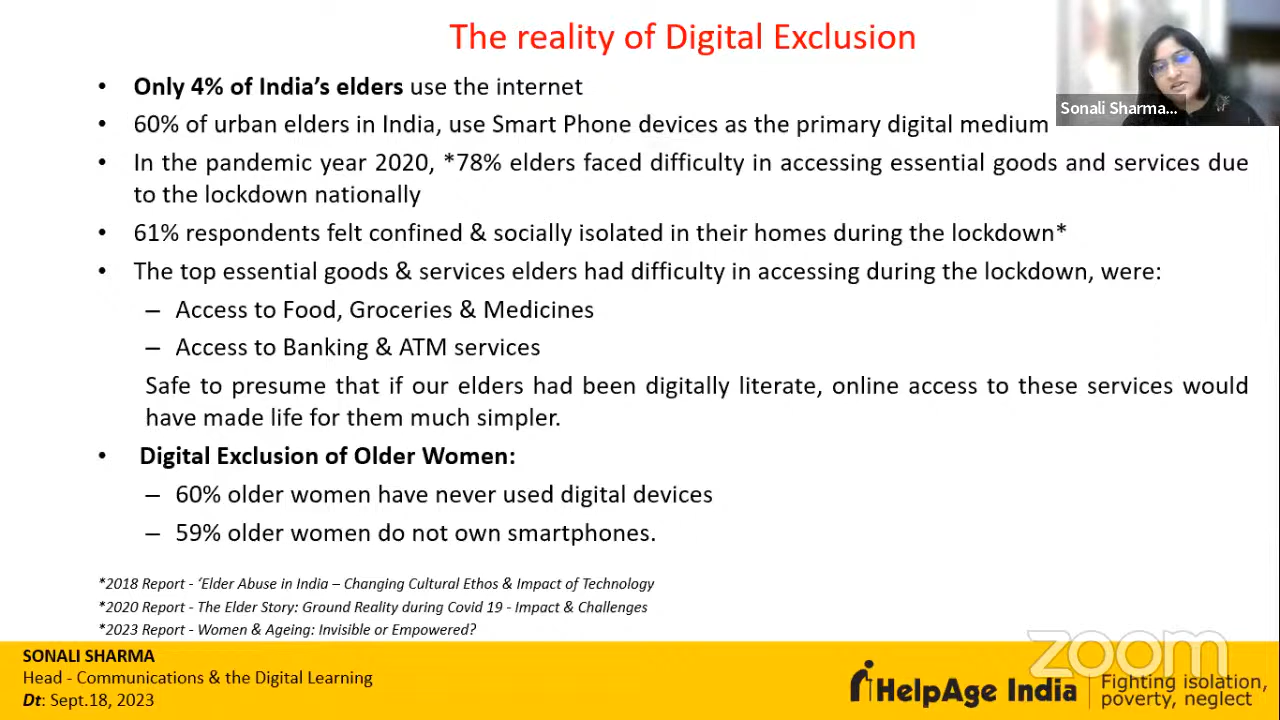 The reality of Digital Exclusion
• Only 4% of India's elders use the internet
• 60% of urban elders in India, use Smart Phone devices as the primary digital medium
Sonali Sharma...
• In the pandemic year 2020, *78% elders faced difficulty in accessing essential goods and services due
to the lockdown nationally
• 61% respondents felt confined & socially isolated in their homes during the lockdown*
• The top essential goods & services elders had difficulty in accessing during the lockdown, were:
– Access to Food, Groceries & Medicines
– Access to Banking & ATM services
Safe to presume that if our elders had been digitally literate, online access to these services would
have made life for them much simpler.
• Digital Exclusion of Older Women:
– 60% older women have never used digital devices
– 59% older women do not own smartphones.
*2018 Report - ‘Elder Abuse in India – Changing Cultural Ethos & Impact of Technology
*2020 Report - The Elder Story: Ground Reality during Covid 19 - Impact & Challenges
*2023 Report - Women & Ageing: Invisible or Empowered?
SONALI SHARMA
Head - Communications & the Digital Learning
Dt: Sept.18, 2023
zoom
HelpAge India
Fighting isolation,
poverty, neglect